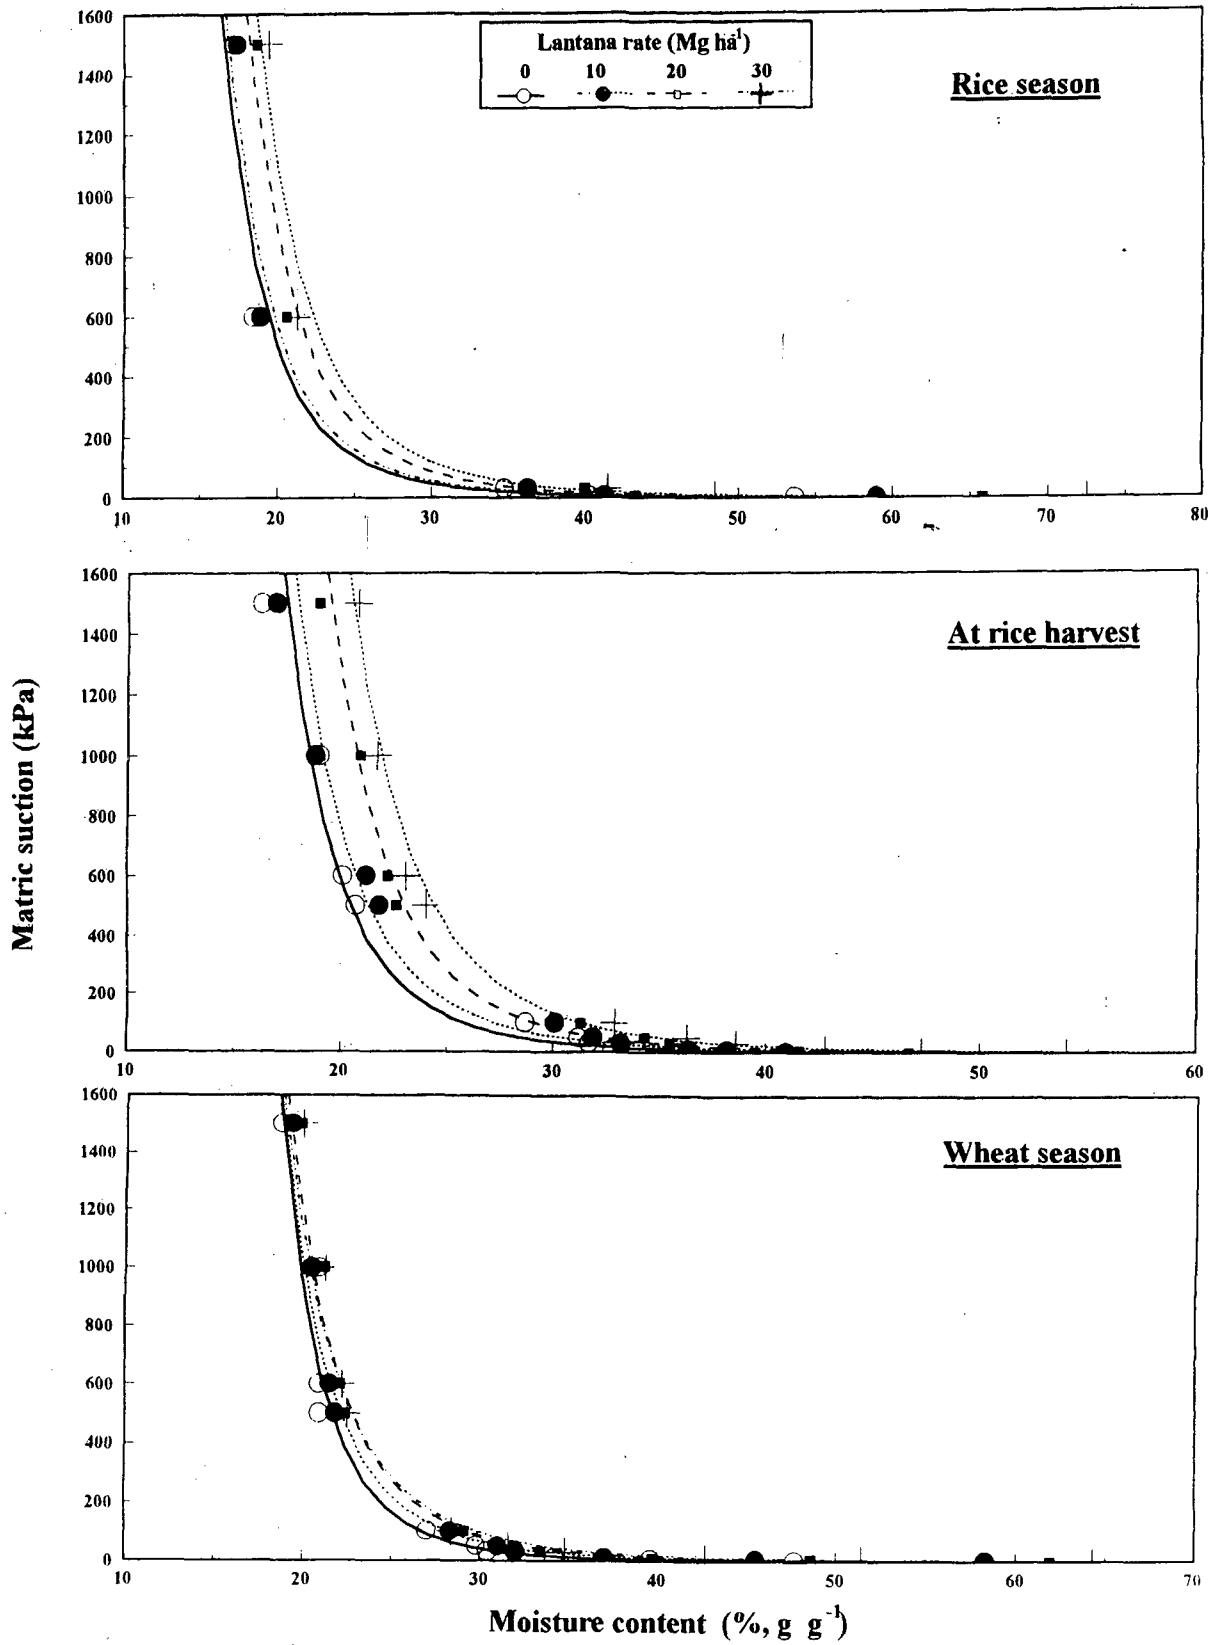 Lantana rate (Mg ha¹)
0 10 20 30
Rice season
1600
1400
1200
1000
800
600
400
200
0
10 20 30 40 50 60 70 80
At rice harvest
1600
1400
1200
1000
800
600
400
200
0
10 20 30 40 50 60
Matric suction (kPa)
Wheat season
1600
1400
1200
1000
800
600
400
200
0
10 20 30 40 50 60 70
Moisture content (%, g g⁻¹)